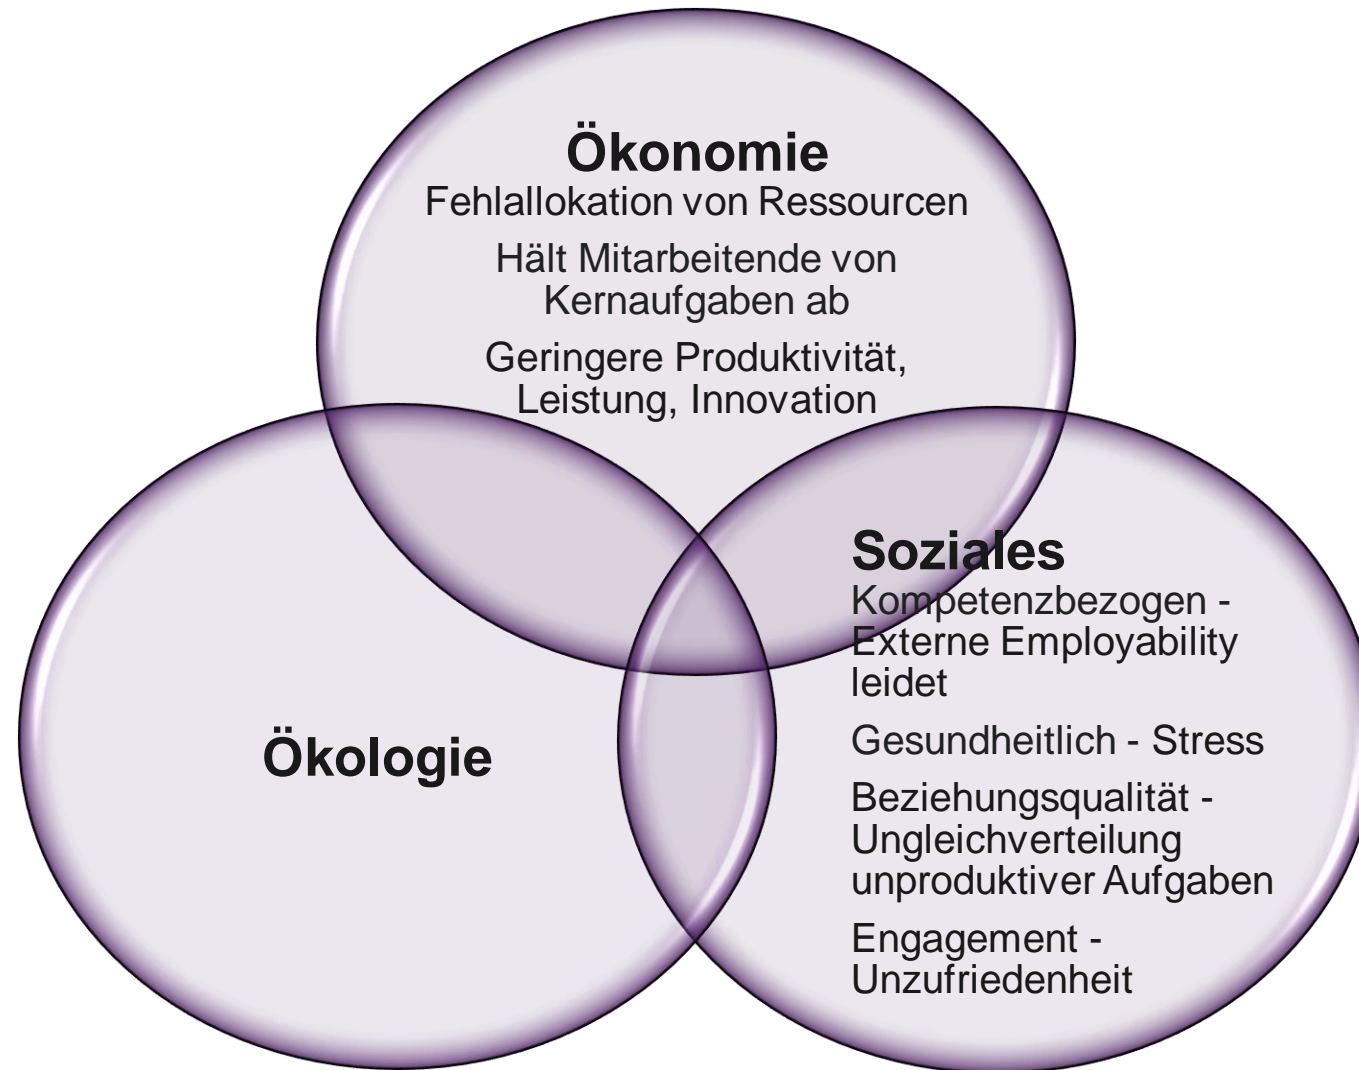 Ökonomie
Fehlallokation von Ressourcen
Hält Mitarbeitende von
Kernaufgaben ab
Geringere Produktivität,
Leistung, Innovation
Soziales
Kompetenzbezogen -
Externe Employability
leidet
Gesundheitlich - Stress
Beziehungsqualität -
Ungleichverteilung
unproduktiver Aufgaben
Engagement -
Unzufriedenheit
Ökologie